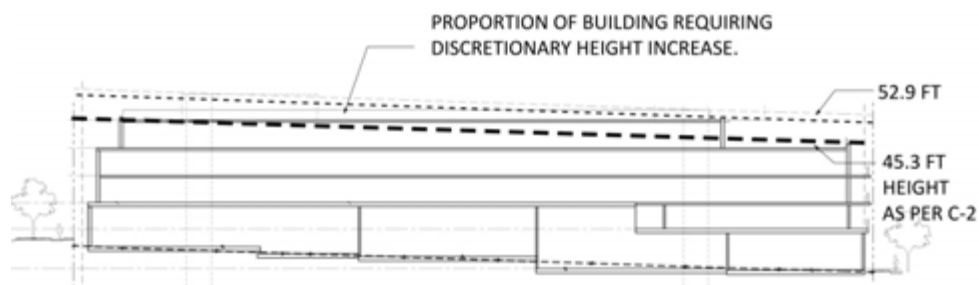 PROPORTION OF BUILDING REQUIRING
DISCRETIONARY HEIGHT INCREASE.
52.9 FT
45.3 FT
HEIGHT
AS PER C-2